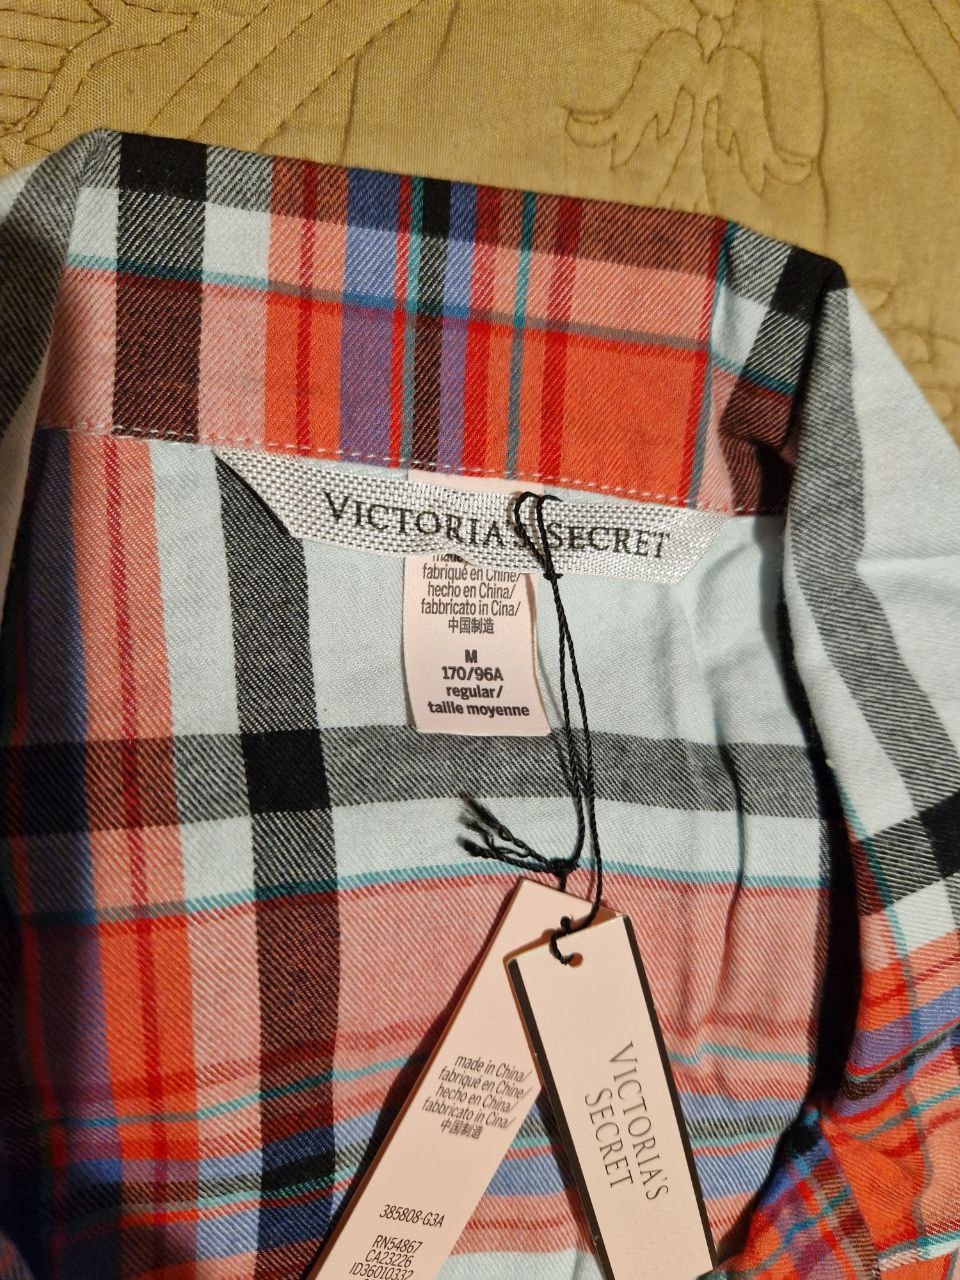 VICTORIA'S SECRET
made
fabriqué en Chine/
hecho en China/
fabbricato in Cina/
中国制造
M
170/96A
regular/
taille moyenne
made in China/
fabriqué en Chine/
hecho en China/
fabbricato in Cina/
中国制造
385808-G3A
RN54867
CA23226
ID36010332
VICTORIA'S
SECRET